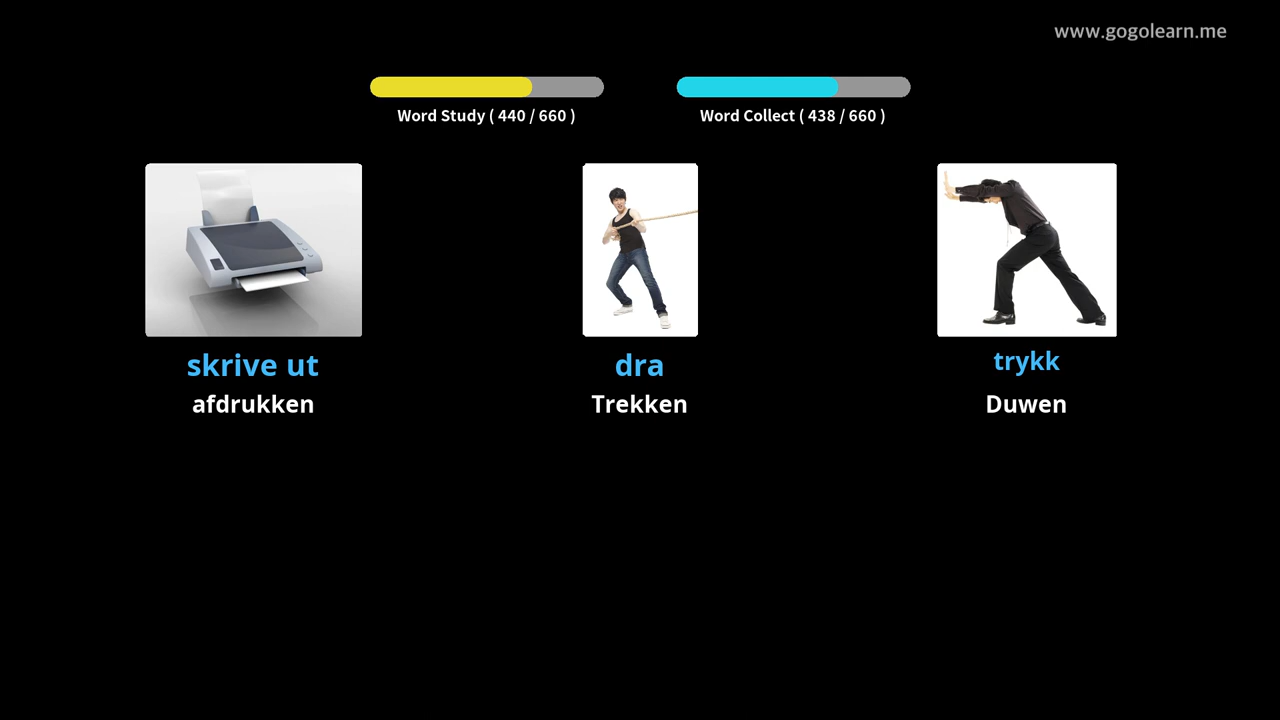 www.gogolearn.me
Word Study ( 440 / 660 )
Word Collect ( 438 / 660 )
skrive ut
dra
trykk
afdrukken
Trekken
Duwen